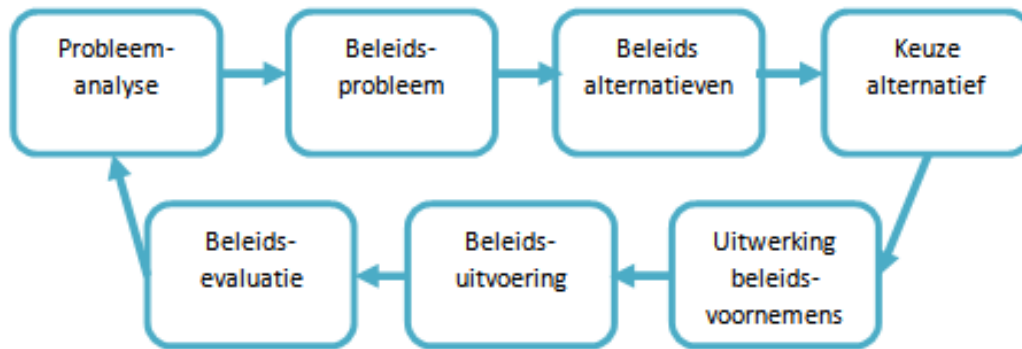 Probleem-
analyse
Beleids-
probleem
Beleids
alternatieven
Keuze
alternatief
Uitwerking
beleids-
voornemens
Beleids-
uitvoering
Beleids-
evaluatie